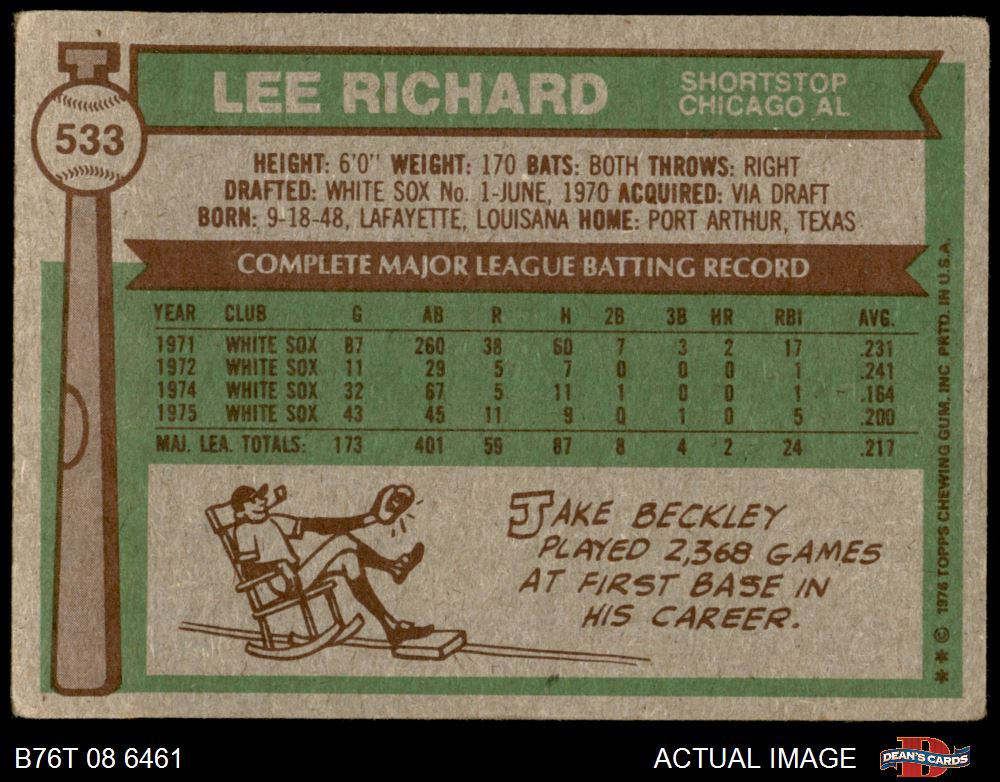 533
LEE RICHARD
SHORTSTOP
CHICAGO AL
HEIGHT: 6'0" WEIGHT: 170 BATS: BOTH THROWS: RIGHT
DRAFTED: WHITE SOX No. 1-JUNE, 1970 ACQUIRED: VIA DRAFT
BORN: 9-18-48, LAFAYETTE, LOUISIANA HOME: PORT ARTHUR, TEXAS
COMPLETE MAJOR LEAGUE BATTING RECORD
YEAR CLUB G AB R H 2B 3B HR RBI AVG.
1971 WHITE SOX 87 260 38 60 7 3 2 17 .231
1972 WHITE SOX 11 29 5 7 0 0 0 1 .241
1974 WHITE SOX 32 67 5 11 1 0 0 1 .164
1975 WHITE SOX 43 45 11 9 0 1 0 5 .200
MAJ. LEA. TOTALS: 173 401 59 87 8 4 2 24 .217
JAKE BECKLEY
PLAYED 2,368 GAMES
AT FIRST BASE IN
HIS CAREER.
** © 1976 TOPPS CHEWING GUM, INC PRTD. IN U.S.A.
B76T 08 6461
ACTUAL IMAGE
D
DEAN'S CARDS